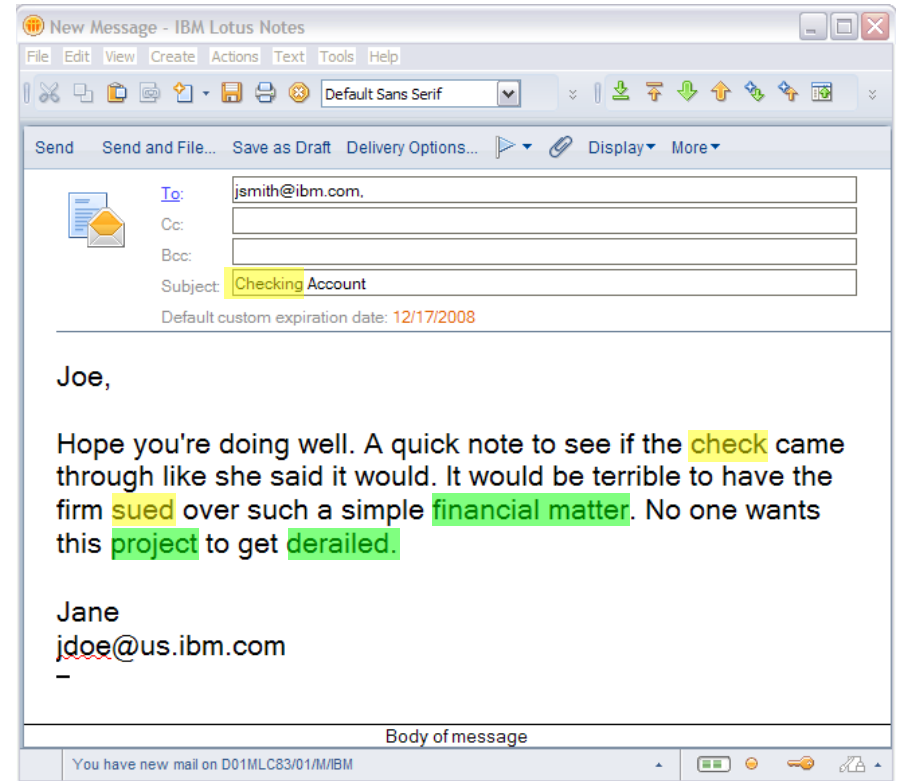 New Message - IBM Lotus Notes
File Edit View Create Actions Text Tools Help
Default Sans Serif
Send Send and File... Save as Draft Delivery Options... Display More
To: jsmith@ibm.com,
Cc:
Bcc:
Subject: Checking Account
Default custom expiration date: 12/17/2008
Joe,
Hope you're doing well. A quick note to see if the check came
through like she said it would. It would be terrible to have the
firm sued over such a simple financial matter. No one wants
this project to get derailed.
Jane
jdoe@us.ibm.com
–
Body of message
You have new mail on D01MLC83/01/M/IBM